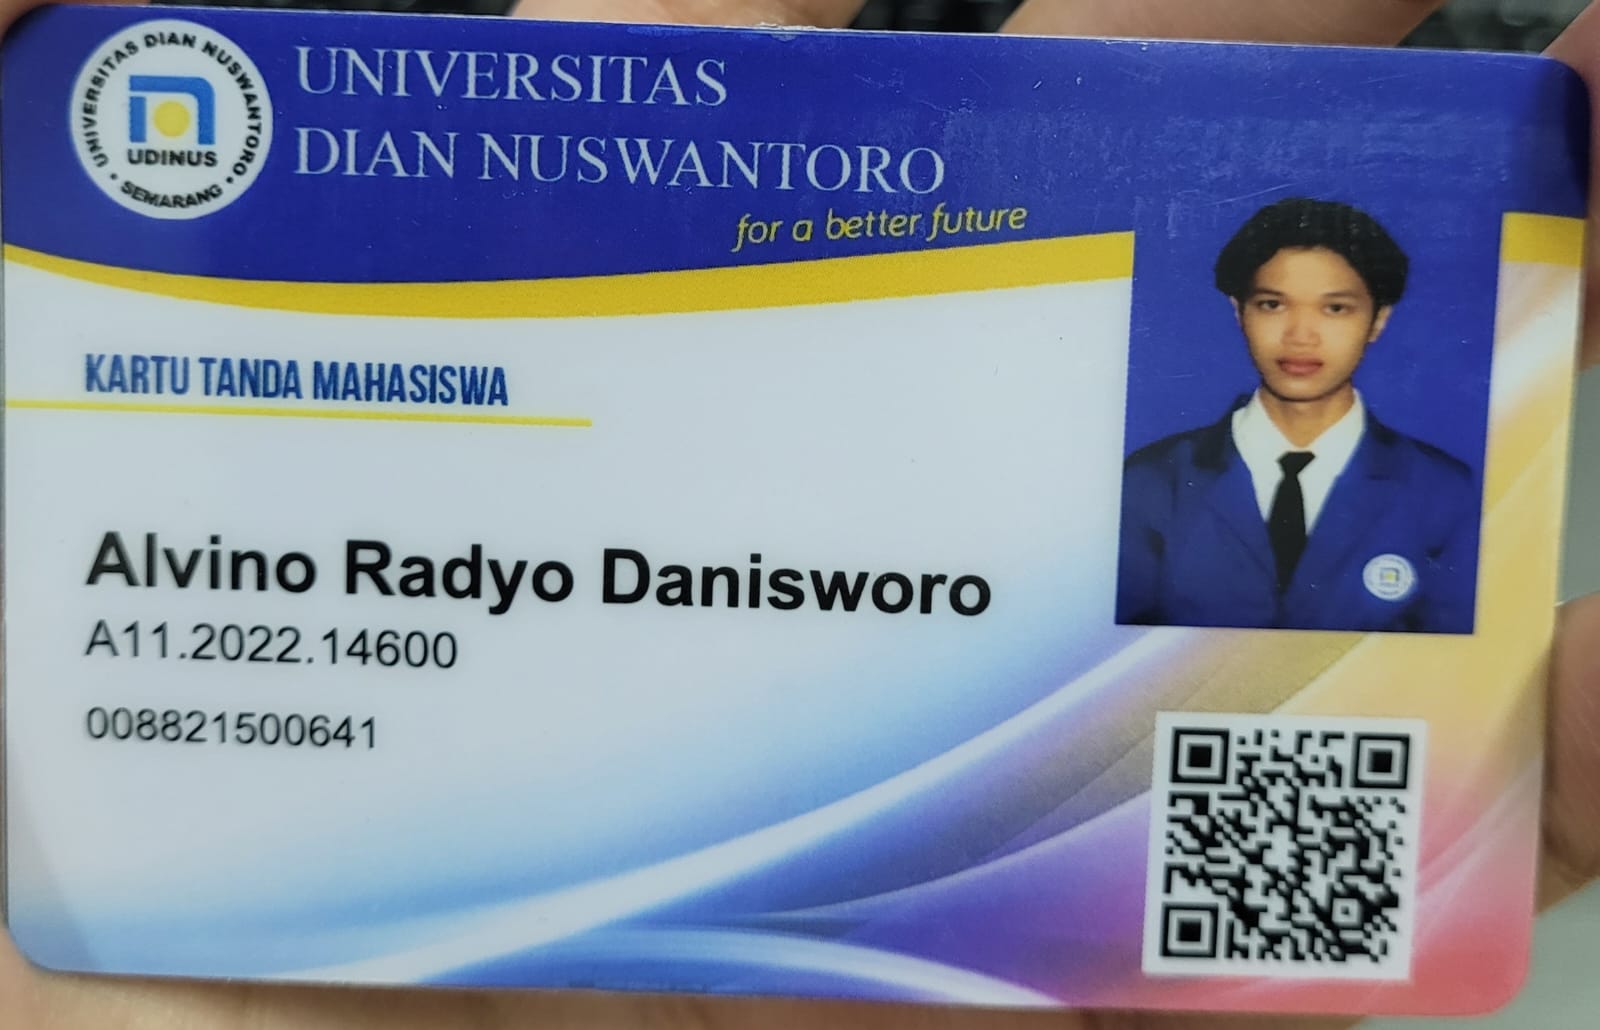 UNIVERSITAS DIAN NUSWANTORO
UDINUS
SEMARANG
UNIVERSITAS
DIAN NUSWANTORO
for a better future
KARTU TANDA MAHASISWA
Alvino Radyo Danisworo
A11.2022.14600
008821500641